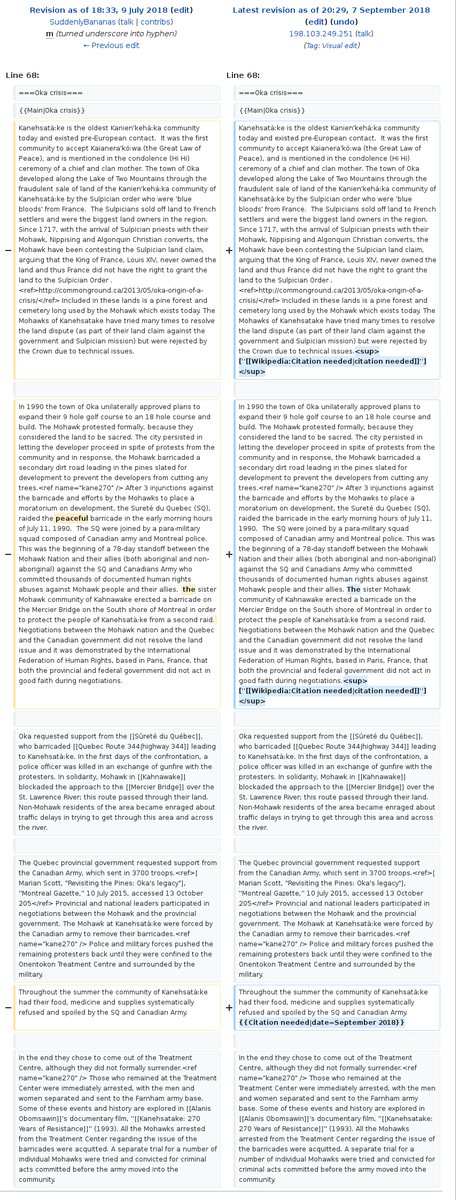 Revision as of 18:33, 9 July 2018 (edit)
SuddenlyBananas (talk | contribs)
m (turned underscore into hyphen)
← Previous edit
Latest revision as of 20:29, 7 September 2018
(edit) (undo)
198.103.249.251 (talk)
(Tag: Visual edit)
Line 68:
Line 68:
===Oka crisis===
===Oka crisis===
{{Main|Oka crisis}}
{{Main|Oka crisis}}
−
Kanehsatà:ke is the oldest Kanien'kehá:ka community
today and existed pre-European contact.  It was the first
community to accept Kaianera'kó:wa (the Great Law of
Peace), and is mentioned in the condolence (Hi Hi)
ceremony of a chief and clan mother. The town of Oka
developed along the Lake of Two Mountains through the
fraudulent sale of land of the Kanien'kehá:ka community of
Kanehsatà:ke by the Sulpician order who were 'blue
bloods' from France.  The Sulpicians sold off land to French
settlers and were the biggest land owners in the region.
Since 1717, with the arrival of Sulpician priests with their
Mohawk, Nippising and Algonguin Christian converts, the
Mohawk have been contesting the Sulpician land claim,
arguing that the King of France, Louis XIV, never owned the
land and thus France did not have the right to grant the
land to the Sulpician Order .
<ref>http://commonground.ca/2013/05/oka-origin-of-a-
crisis/</ref> Included in these lands is a pine forest and
cemetery long used by the Mohawk which exists today. The
Mohawks of Kanehsatake have tried many times to resolve
the land dispute (as part of their land claim against the
government and Sulpician mission) but were rejected by
the Crown due to technical issues.
+
Kanehsatà:ke is the oldest Kanien'kehá:ka community
today and existed pre-European contact.  It was the first
community to accept Kaianera'kó:wa (the Great Law of
Peace), and is mentioned in the condolence (Hi Hi)
ceremony of a chief and clan mother. The town of Oka
developed along the Lake of Two Mountains through the
fraudulent sale of land of the Kanien'kehá:ka community of
Kanehsatà:ke by the Sulpician order who were 'blue
bloods' from France.  The Sulpicians sold off land to French
settlers and were the biggest land owners in the region.
Since 1717, with the arrival of Sulpician priests with their
Mohawk, Nippising and Algonguin Christian converts, the
Mohawk have been contesting the Sulpician land claim,
arguing that the King of France, Louis XIV, never owned the
land and thus France did not have the right to grant the
land to the Sulpician Order .
<ref>http://commonground.ca/2013/05/oka-origin-of-a-
crisis/</ref> Included in these lands is a pine forest and
cemetery long used by the Mohawk which exists today. The
Mohawks of Kanehsatake have tried many times to resolve
the land dispute (as part of their land claim against the
government and Sulpician mission) but were rejected by
the Crown due to technical issues.<sup>
[''[[Wikipedia:Citation needed|citation needed]]'']
</sup>
−
In 1990 the town of Oka unilaterally approved plans to
expand their 9 hole golf course to an 18 hole course and
build. The Mohawk protested formally, because they
considered the land to be sacred. The city persisted in
letting the developer proceed in spite of protests from the
community and in response, the Mohawk barricaded a
secondary dirt road leading in the pines slated for
development to prevent the developers from cutting any
trees.<ref name="kane270" /> After 3 injunctions against
the barricade and efforts by the Mohawks to place a
moratorium on development, the Sureté du Quebec (SQ),
raided the peaceful barricade in the early morning hours
of July 11, 1990.  The SQ were joined by a para-military
squad composed of Canadian army and Montreal police.
This was the beginning of a 78-day standoff between the
Mohawk Nation and their allies (both aboriginal and non-
aboriginal) against the SQ and Canadians Army who
committed thousands of documented human rights
abuses against Mohawk people and their allies.  the sister
Mohawk community of Kahnawake erected a barricade on
the Mercier Bridge on the South shore of Montreal in order
to protect the people of Kanehsatà:ke from a second raid.
Negotiations between the Mohawk nation and the Quebec
and the Canadian government did not resolve the land
issue and it was demonstrated by the International
Federation of Human Rights, based in Paris, France, that
both the provincial and federal government did not act in
good faith during negotiations.
+
In 1990 the town of Oka unilaterally approved plans to
expand their 9 hole golf course to an 18 hole course and
build. The Mohawk protested formally, because they
considered the land to be sacred. The city persisted in
letting the developer proceed in spite of protests from the
community and in response, the Mohawk barricaded a
secondary dirt road leading in the pines slated for
development to prevent the developers from cutting any
trees.<ref name="kane270" /> After 3 injunctions against
the barricade and efforts by the Mohawks to place a
moratorium on development, the Sureté du Quebec (SQ),
raided the barricade in the early morning hours of July 11,
1990.  The SQ were joined by a para-military squad
composed of Canadian army and Montreal police. This was
the beginning of a 78-day standoff between the Mohawk
Nation and their allies (both aboriginal and non-aboriginal)
against the SQ and Canadians Army who committed
thousands of documented human rights abuses against
Mohawk people and their allies.  The sister Mohawk
community of Kahnawake erected a barricade on the
Mercier Bridge on the South shore of Montreal in order to
protect the people of Kanehsatà:ke from a second raid.
Negotiations between the Mohawk nation and the Quebec
and the Canadian government did not resolve the land
issue and it was demonstrated by the International
Federation of Human Rights, based in Paris, France, that
both the provincial and federal government did not act in
good faith during negotiations.<sup>
[''[[Wikipedia:Citation needed|citation needed]]'']
</sup>
Oka requested support from the [[Sûreté du Québec]],
who barricaded [[Quebec Route 344|highway 344]] leading
to Kanehsatà:ke. In the first days of the confrontation, a
police officer was killed in an exchange of gunfire with the
protesters. In solidarity, Mohawk in [[Kahnawake]]
blockaded the approach to the [[Mercier Bridge]] over the
St. Lawrence River; this route passed through their land.
Non-Mohawk residents of the area became enraged about
traffic delays in trying to get through this area and across
the river.
Oka requested support from the [[Sûreté du Québec]],
who barricaded [[Quebec Route 344|highway 344]] leading
to Kanehsatà:ke. In the first days of the confrontation, a
police officer was killed in an exchange of gunfire with the
protesters. In solidarity, Mohawk in [[Kahnawake]]
blockaded the approach to the [[Mercier Bridge]] over the
St. Lawrence River; this route passed through their land.
Non-Mohawk residents of the area became enraged about
traffic delays in trying to get through this area and across
the river.
The Quebec provincial government requested support from
the Canadian Army, which sent in 3700 troops.<ref>[
Marian Scott, "Revisiting the Pines: Oka's legacy"],
''Montreal Gazette,'' 10 July 2015, accessed 13 October
205</ref> Provincial and national leaders participated in
negotiations between the Mohawk and the provincial
government. The Mohawk at Kanehsatà:ke were forced by
the Canadian army to remove their barricades.<ref
name="kane270" /> Police and military forces pushed the
remaining protesters back until they were confined to the
Onentokon Treatment Centre and surrounded by the
military.
The Quebec provincial government requested support from
the Canadian Army, which sent in 3700 troops.<ref>[
Marian Scott, "Revisiting the Pines: Oka's legacy"],
''Montreal Gazette,'' 10 July 2015, accessed 13 October
205</ref> Provincial and national leaders participated in
negotiations between the Mohawk and the provincial
government. The Mohawk at Kanehsatà:ke were forced by
the Canadian army to remove their barricades.<ref
name="kane270" /> Police and military forces pushed the
remaining protesters back until they were confined to the
Onentokon Treatment Centre and surrounded by the
military.
−
Throughout the summer the community of Kanehsatà:ke
had their food, medicine and supplies systematically
refused and spoiled by the SQ and Canadian Army.
+
Throughout the summer the community of Kanehsatà:ke
had their food, medicine and supplies systematically
refused and spoiled by the SQ and Canadian Army.
{{Citation needed|date=September 2018}}
In the end they chose to come out of the Treatment
Centre, although they did not formally surrender.<ref
name="kane270" /> Those who remained at the Treatment
Center were immediately arrested, with the men and
women separated and sent to the Farnham army base.
Some of these events and history are explored in [[Alanis
Obomsawin]]'s documentary film, ''[[Kanehsatake: 270
Years of Resistance]]'' (1993). All the Mohawks arrested
from the Treatment Center regarding the issue of the
barricades were acquitted. A separate trial for a number of
individual Mohawks were tried and convicted for criminal
acts committed before the army moved into the
community.
In the end they chose to come out of the Treatment
Centre, although they did not formally surrender.<ref
name="kane270" /> Those who remained at the Treatment
Center were immediately arrested, with the men and
women separated and sent to the Farnham army base.
Some of these events and history are explored in [[Alanis
Obomsawin]]'s documentary film, ''[[Kanehsatake: 270
Years of Resistance]]'' (1993). All the Mohawks arrested
from the Treatment Center regarding the issue of the
barricades were acquitted. A separate trial for a number of
individual Mohawks were tried and convicted for criminal
acts committed before the army moved into the
community.